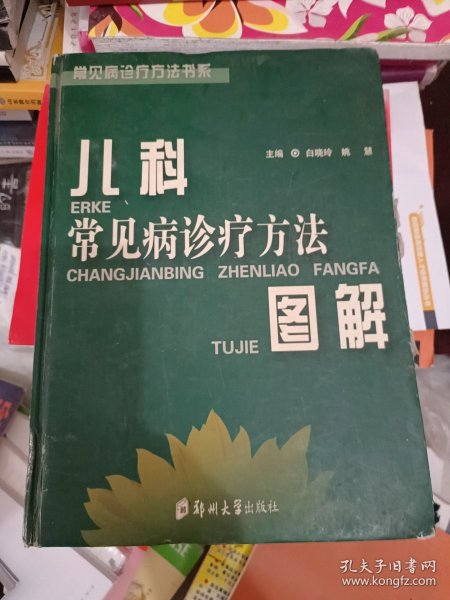 常见病诊疗方法书系
主编 白晓玲 姚 慧
儿科
ERKE
常见病诊疗方法
CHANGJIANBING ZHENLIAO FANGFA
图解
TUJIE
郑州大学出版社
孔夫子旧书网
www.kongfz.com